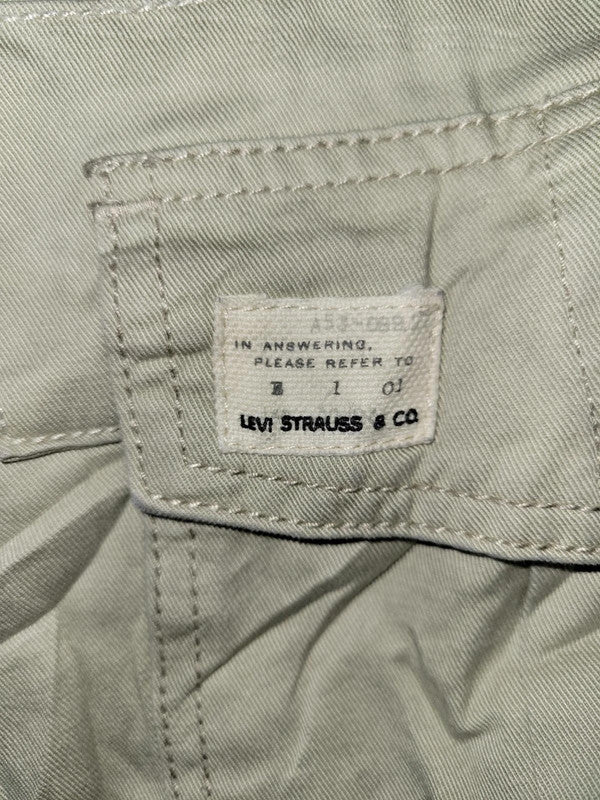 IN ANSWERING,
PLEASE REFER TO
1 01
LEVI STRAUSS & CO.